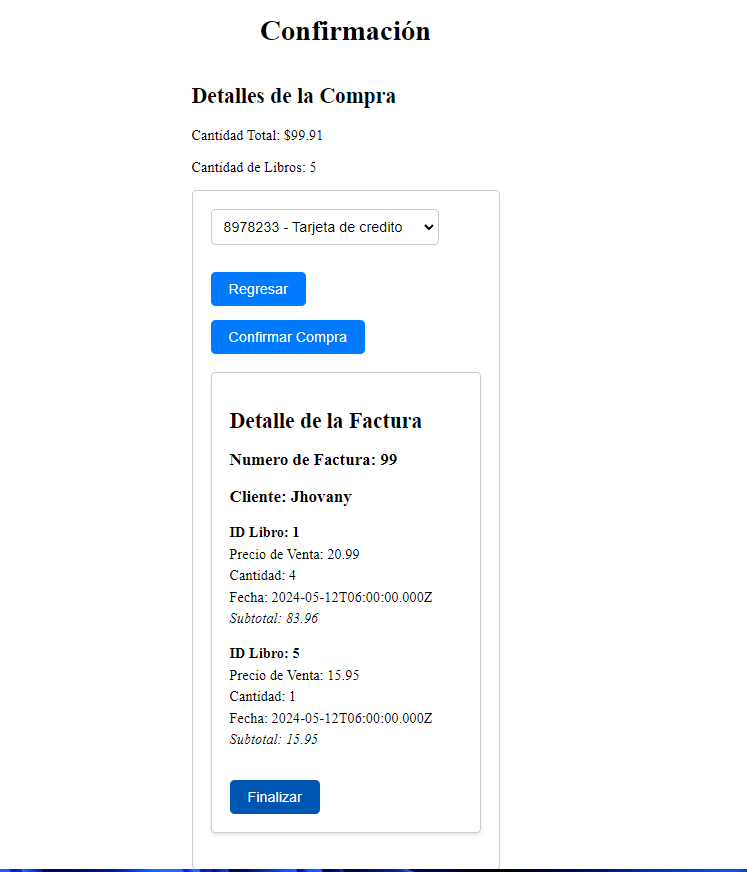 Confirmación
Detalles de la Compra
Cantidad Total: $99.91
Cantidad de Libros: 5
8978233 - Tarjeta de credito
Regresar
Confirmar Compra
Detalle de la Factura
Numero de Factura: 99
Cliente: Jhovany
ID Libro: 1
Precio de Venta: 20.99
Cantidad: 4
Fecha: 2024-05-12T06:00:00.000Z
Subtotal: 83.96
ID Libro: 5
Precio de Venta: 15.95
Cantidad: 1
Fecha: 2024-05-12T06:00:00.000Z
Subtotal: 15.95
Finalizar